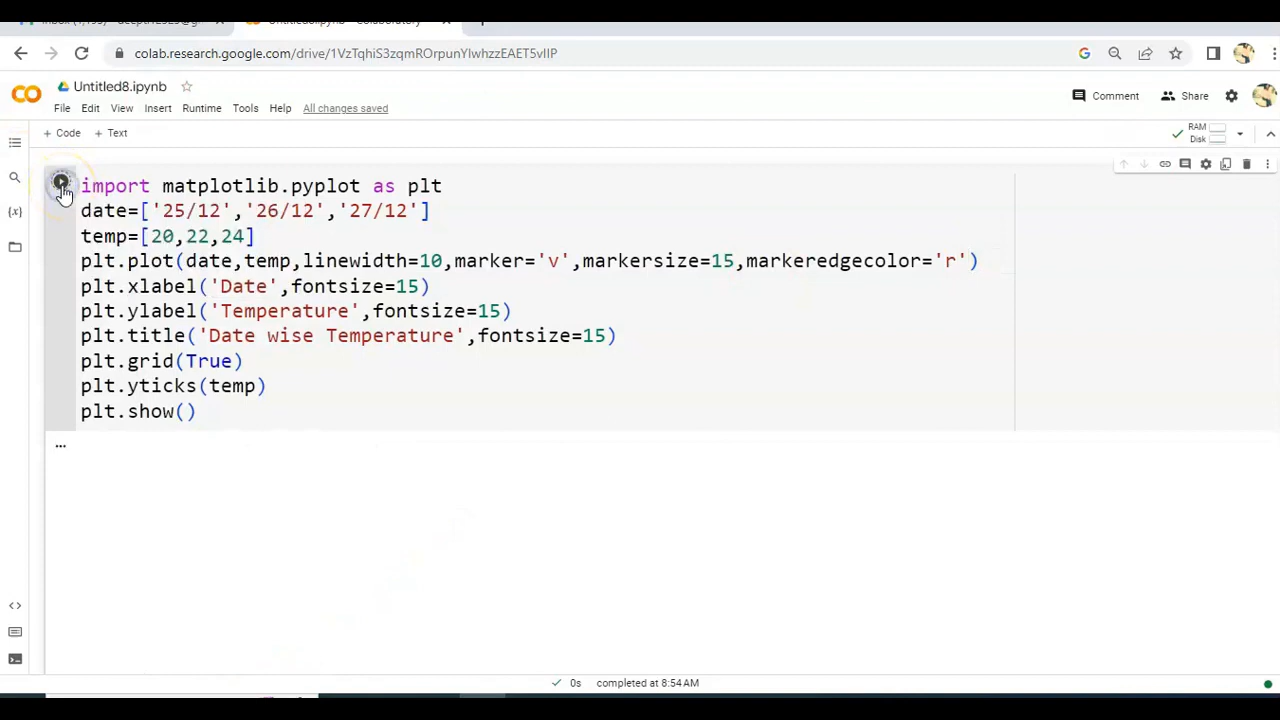 colab.research.google.com/drive/1VzTqhiS3zqmROrpunYIwhzzEAET5vIIP
Untitled8.ipynb
File Edit View Insert Runtime Tools Help All changes saved
Comment Share
+ Code + Text
RAM
Disk
import matplotlib.pyplot as plt
date=['25/12','26/12','27/12']
temp=[20,22,24]
plt.plot(date,temp,linewidth=10,marker='v',markersize=15,markeredgecolor='r')
plt.xlabel('Date',fontsize=15)
plt.ylabel('Temperature',fontsize=15)
plt.title('Date wise Temperature',fontsize=15)
plt.grid(True)
plt.yticks(temp)
plt.show()
...
0s completed at 8:54AM